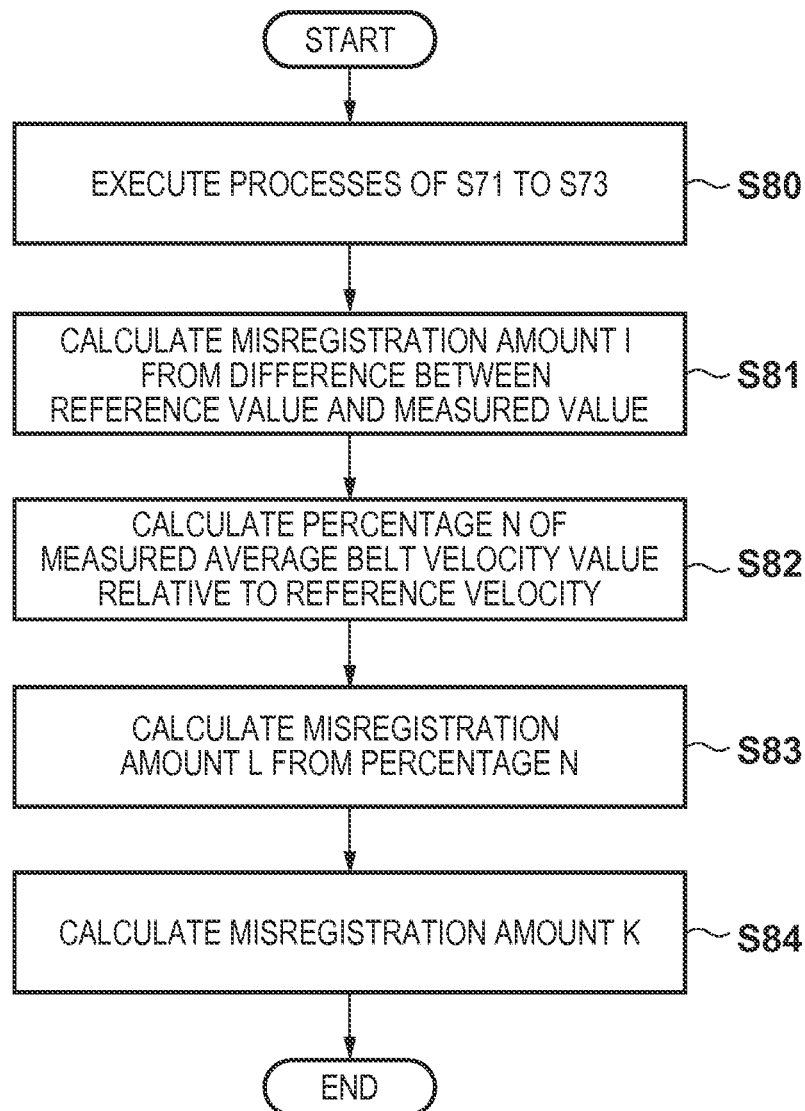 START
EXECUTE PROCESSES OF S71 TO S73
S80
CALCULATE MISREGISTRATION AMOUNT I
FROM DIFFERENCE BETWEEN
REFERENCE VALUE AND MEASURED VALUE
S81
CALCULATE PERCENTAGE N OF
MEASURED AVERAGE BELT VELOCITY VALUE
RELATIVE TO REFERENCE VELOCITY
S82
CALCULATE MISREGISTRATION
AMOUNT L FROM PERCENTAGE N
S83
CALCULATE MISREGISTRATION AMOUNT K
S84
END